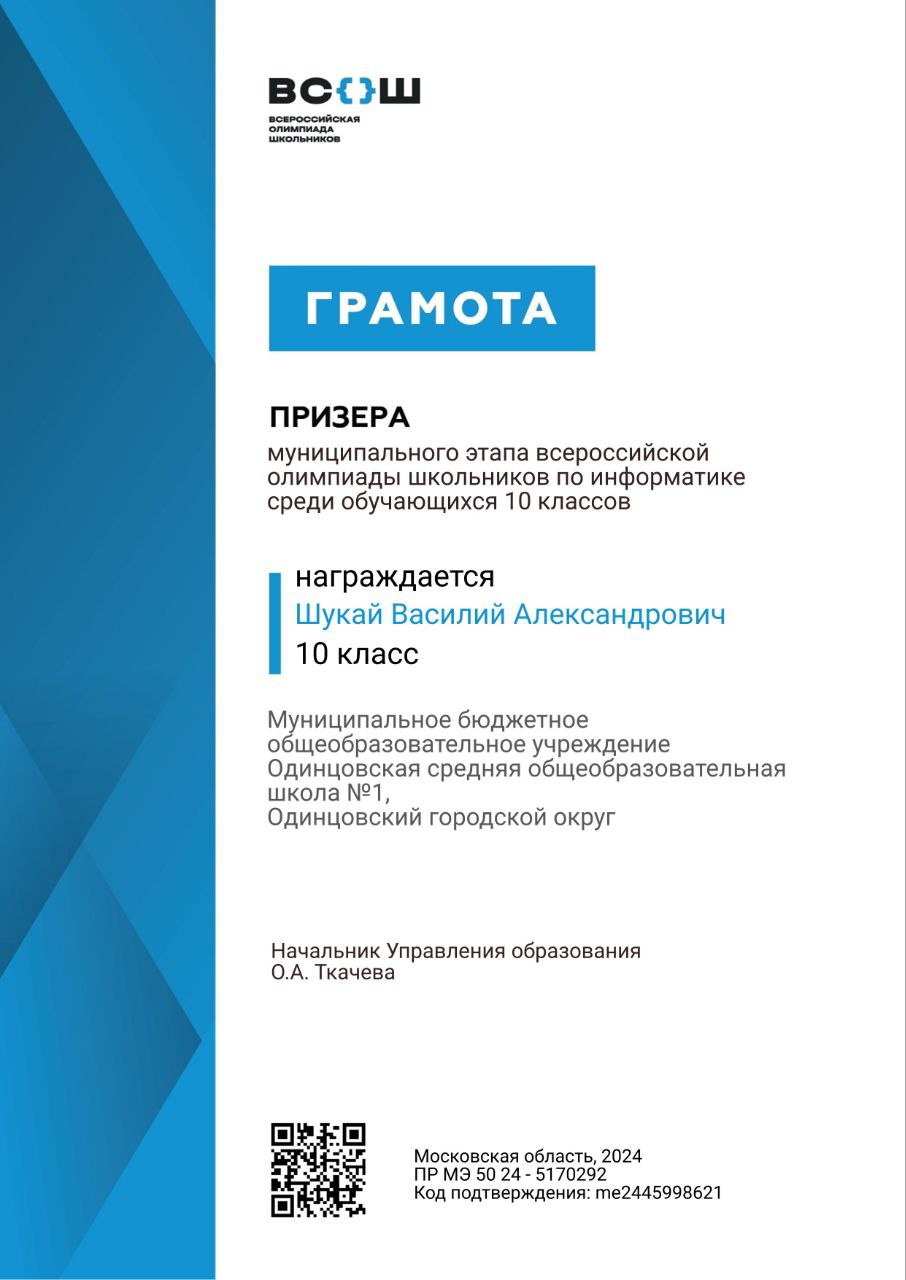 ВС{}Ш
ВСЕРОССИЙСКАЯ
ОЛИМПИАДА
ШКОЛЬНИКОВ
ГРАМОТА
ПРИЗЕРА
муниципального этапа всероссийской
олимпиады школьников по информатике
среди обучающихся 10 классов
награждается
Шукай Василий Александрович
10 класс
Муниципальное бюджетное
общеобразовательное учреждение
Одинцовская средняя общеобразовательная
школа №1,
Одинцовский городской округ
Начальник Управления образования
О.А. Ткачева
Московская область, 2024
ПР МЭ 50 24 - 5170292
Код подтверждения: me2445998621